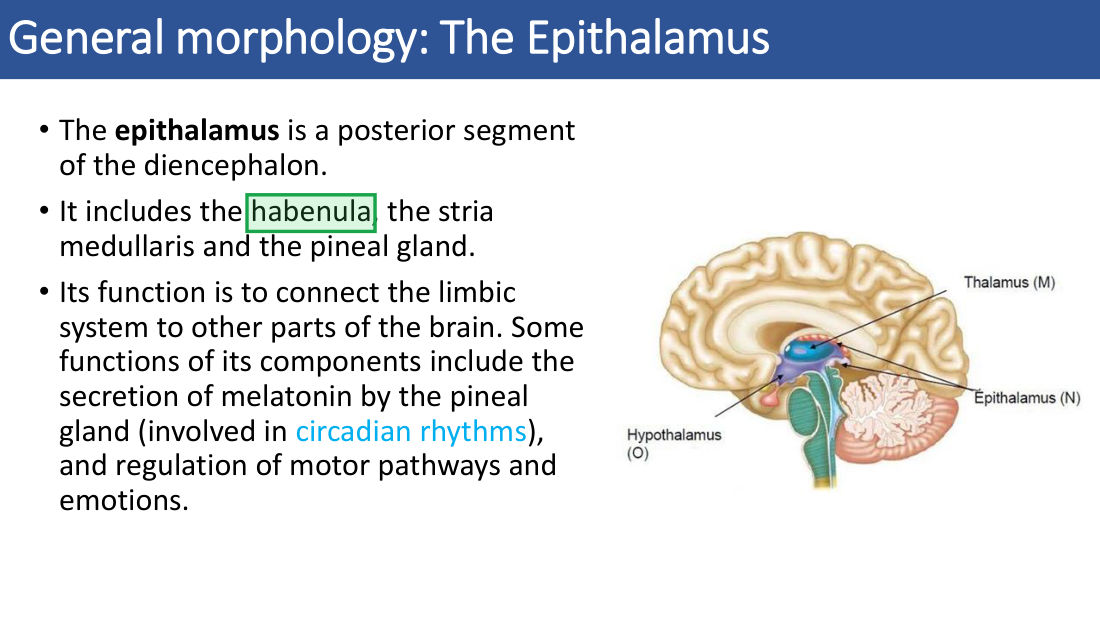 General morphology: The Epithalamus
• The epithalamus is a posterior segment
of the diencephalon.
• It includes the habenula, the stria
medullaris and the pineal gland.
• Its function is to connect the limbic
system to other parts of the brain. Some
functions of its components include the
secretion of melatonin by the pineal
gland (involved in circadian rhythms),
and regulation of motor pathways and
emotions.
Thalamus (M)
Epithalamus (N)
Hypothalamus
(O)